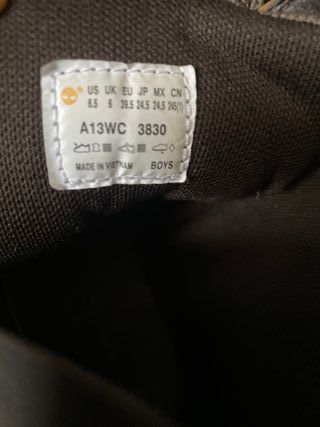 US UK EU JP MX CN
6.5 6 39.5 24.5 24.5 245(1)
A13WC 3830
MADE IN VIETNAM BOYS